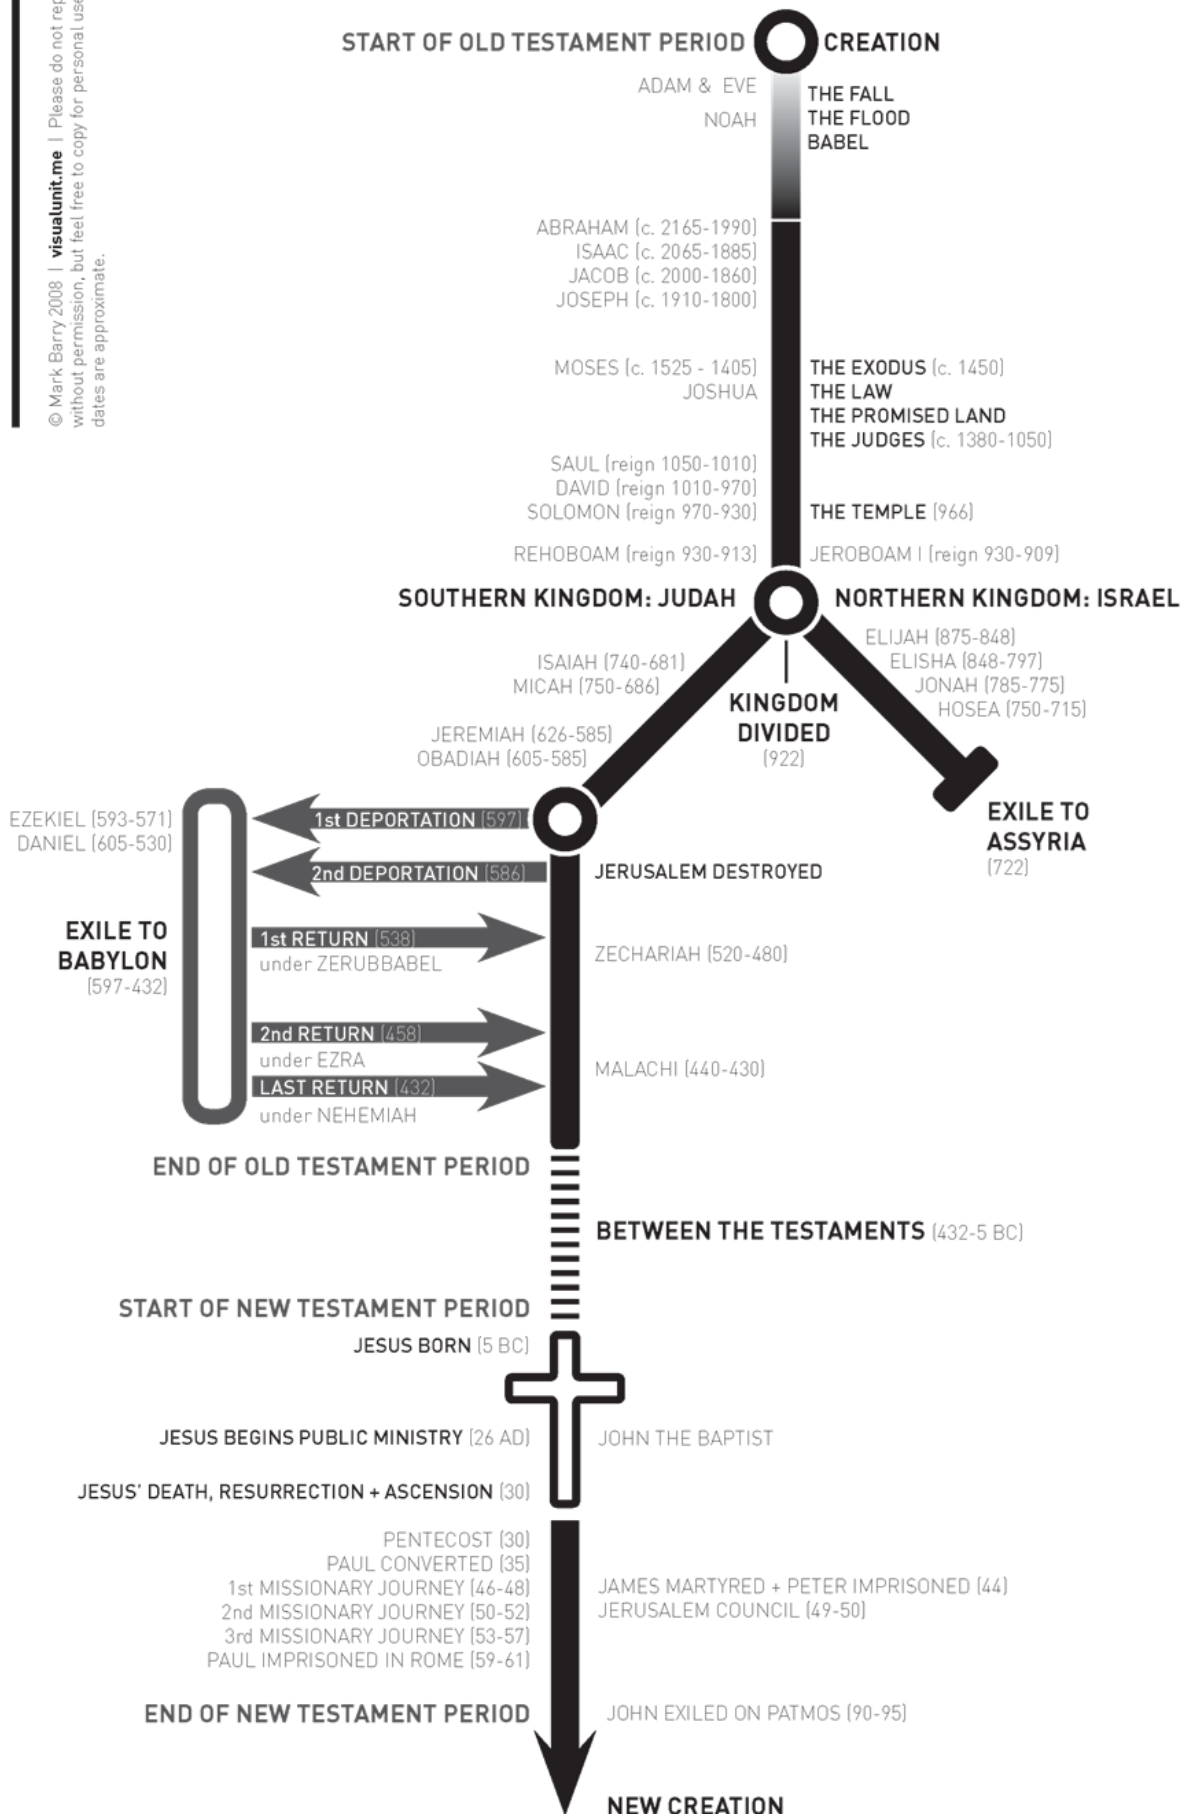 © Mark Barry 2008 | visualunit.me | Please do not rep
without permission, but feel free to copy for personal use
dates are approximate.
START OF OLD TESTAMENT PERIOD
CREATION
ADAM & EVE
NOAH
THE FALL
THE FLOOD
BABEL
ABRAHAM (c. 2165-1990)
ISAAC (c. 2065-1885)
JACOB (c. 2000-1860)
JOSEPH (c. 1910-1800)
MOSES (c. 1525 - 1405)
JOSHUA
THE EXODUS (c. 1450)
THE LAW
THE PROMISED LAND
THE JUDGES (c. 1380-1050)
SAUL (reign 1050-1010)
DAVID (reign 1010-970)
SOLOMON (reign 970-930)
THE TEMPLE (966)
REHOBOAM (reign 930-913)
JEROBOAM I (reign 930-909)
SOUTHERN KINGDOM: JUDAH
NORTHERN KINGDOM: ISRAEL
ELIJAH (875-848)
ELISHA (848-797)
JONAH (785-775)
HOSEA (750-715)
ISAIAH (740-681)
MICAH (750-686)
KINGDOM
DIVIDED
(922)
JEREMIAH (626-585)
OBADIAH (605-585)
EXILE TO
ASSYRIA
(722)
EZEKIEL (593-571)
DANIEL (605-530)
1st DEPORTATION (597)
2nd DEPORTATION (586)
JERUSALEM DESTROYED
EXILE TO
BABYLON
(597-432)
1st RETURN (538)
under ZERUBBABEL
ZECHARIAH (520-480)
2nd RETURN (458)
under EZRA
MALACHI (440-430)
LAST RETURN (432)
under NEHEMIAH
END OF OLD TESTAMENT PERIOD
BETWEEN THE TESTAMENTS (432-5 BC)
START OF NEW TESTAMENT PERIOD
JESUS BORN (5 BC)
JESUS BEGINS PUBLIC MINISTRY (26 AD)
JOHN THE BAPTIST
JESUS' DEATH, RESURRECTION + ASCENSION (30)
PENTECOST (30)
PAUL CONVERTED (35)
1st MISSIONARY JOURNEY (46-48)
2nd MISSIONARY JOURNEY (50-52)
3rd MISSIONARY JOURNEY (53-57)
PAUL IMPRISONED IN ROME (59-61)
JAMES MARTYRED + PETER IMPRISONED (44)
JERUSALEM COUNCIL (49-50)
END OF NEW TESTAMENT PERIOD
JOHN EXILED ON PATMOS (90-95)
NEW CREATION